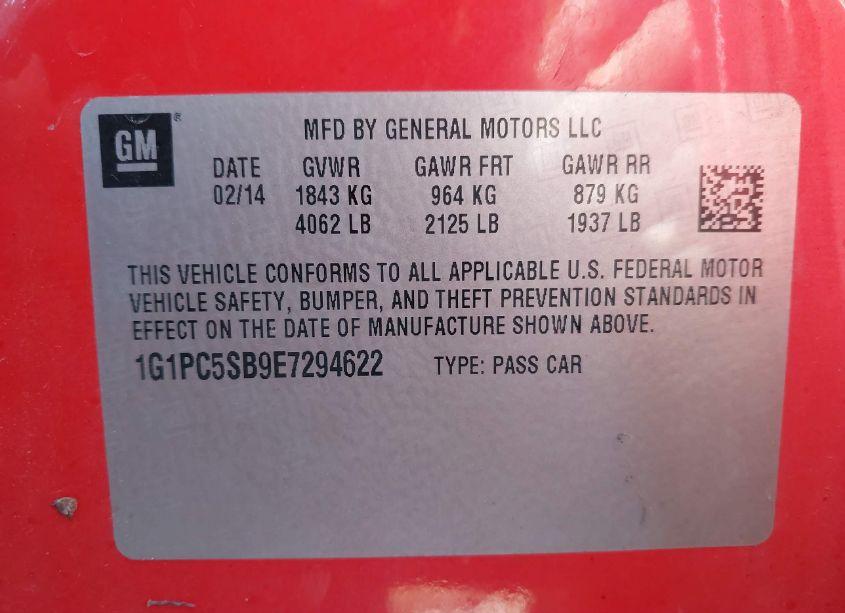 GM
MFD BY GENERAL MOTORS LLC
DATE GVWR GAWR FRT GAWR RR
02/14 1843 KG 964 KG 879 KG
4062 LB 2125 LB 1937 LB
THIS VEHICLE CONFORMS TO ALL APPLICABLE U.S. FEDERAL MOTOR
VEHICLE SAFETY, BUMPER, AND THEFT PREVENTION STANDARDS IN
EFFECT ON THE DATE OF MANUFACTURE SHOWN ABOVE.
1G1PC5SB9E7294622 TYPE: PASS CAR